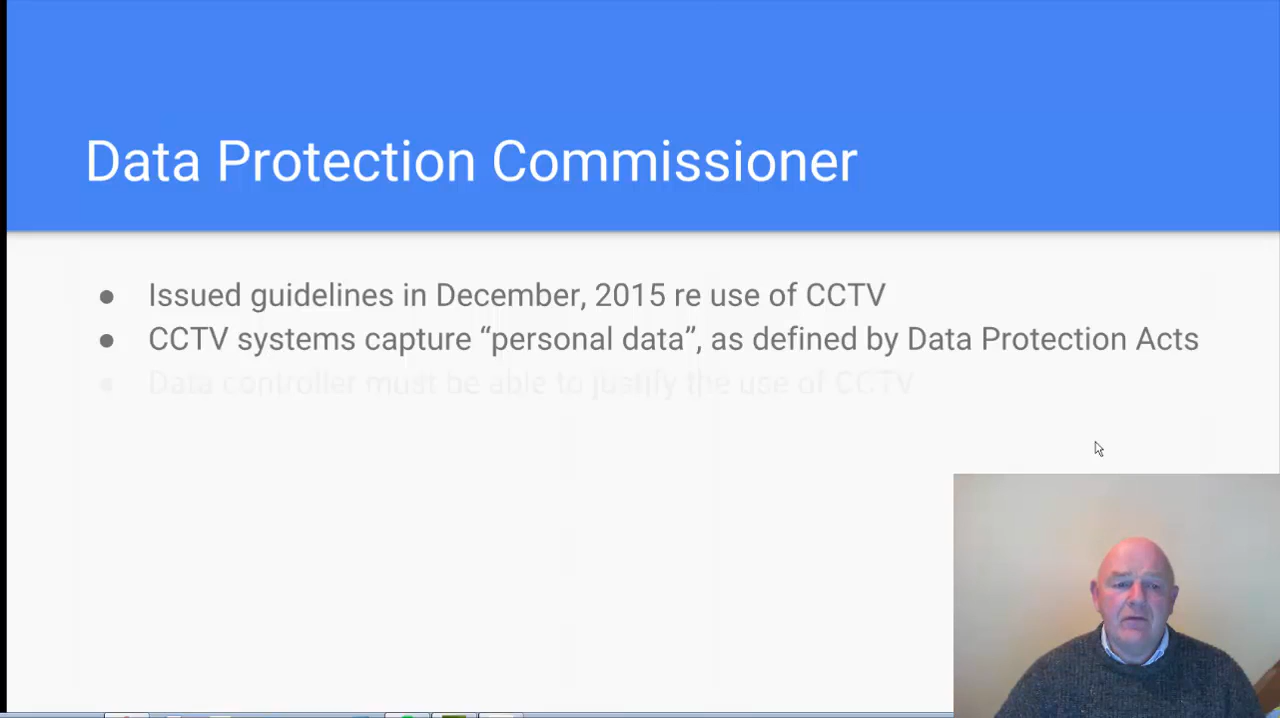 Data Protection Commissioner
● Issued guidelines in December, 2015 re use of CCTV
● CCTV systems capture “personal data”, as defined by Data Protection Acts
● Data controller must be able to justify the use of CCTV